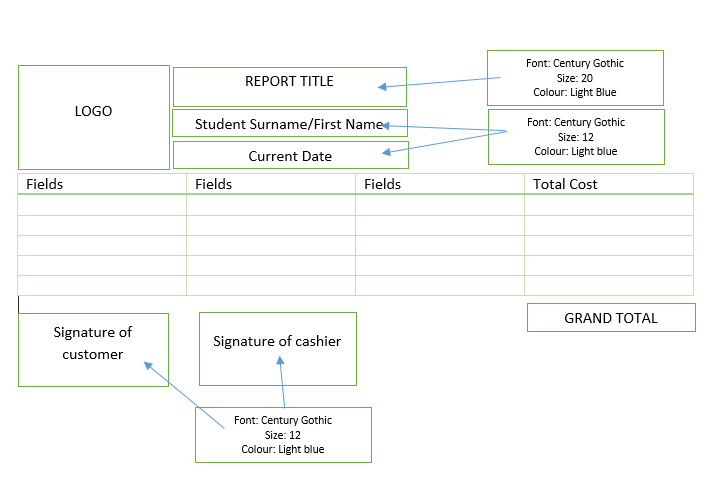 LOGO
REPORT TITLE
Student Surname/First Name
Current Date
Font: Century Gothic
Size: 20
Colour: Light Blue
Font: Century Gothic
Size: 12
Colour: Light blue
Fields Fields Fields Total Cost
Signature of
customer
Signature of cashier
GRAND TOTAL
Font: Century Gothic
Size: 12
Colour: Light blue